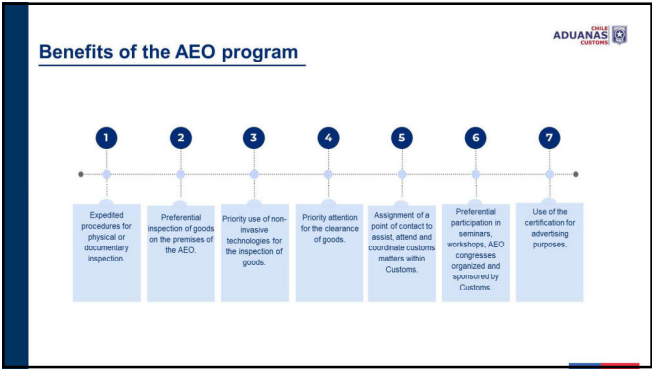 CHILE
ADUANAS
CUSTOMS
Benefits of the AEO program
1
2
3
4
5
6
7
Expedited
procedures for
physical or
documentary
inspection.
Preferential
inspection of goods
on the premises of
the AEO.
Priority use of non-
invasive
technologies for
the inspection of
goods.
Priority attention
for the clearance
of goods.
Assignment of a
point of contact to
assist, attend and
coordinate customs
matters within
Customs.
Preferential
participation in
seminars,
workshops, AEO
congresses
organized and
sponsored by
Customs.
Use of the
certification for
advertising
purposes.